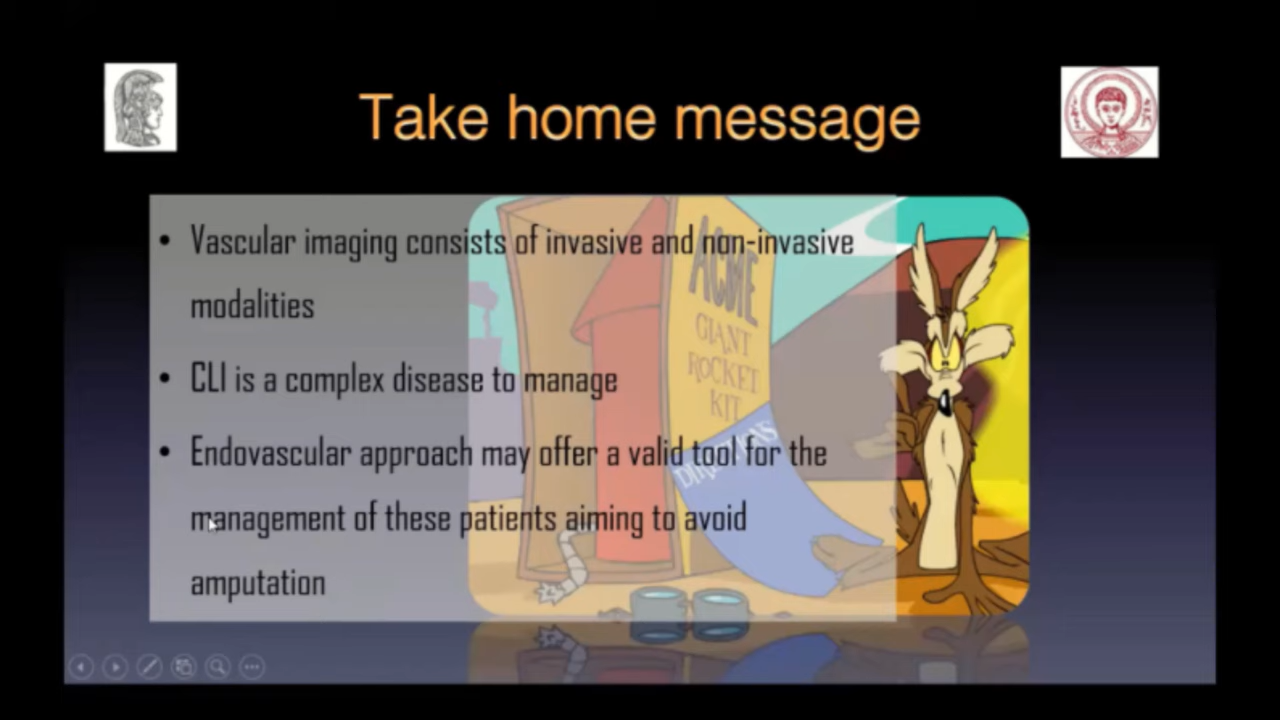 Take home message
• Vascular imaging consists of invasive and non-invasive
modalities
• CLI is a complex disease to manage
• Endovascular approach may offer a valid tool for the
management of these patients aiming to avoid
amputation
ACME
GIANT
ROCKET
KIT
DIRECTIONS